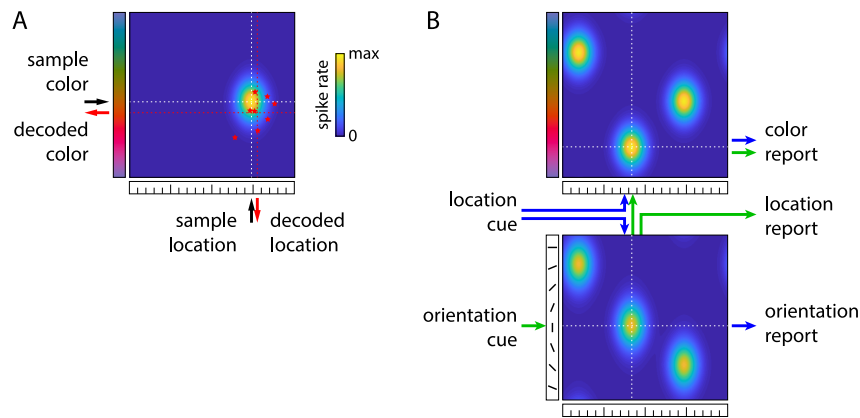 A
sample
color
decoded
color
max
spike rate
0
sample
location
decoded
location
B
color
report
location
cue
location
report
orientation
cue
orientation
report